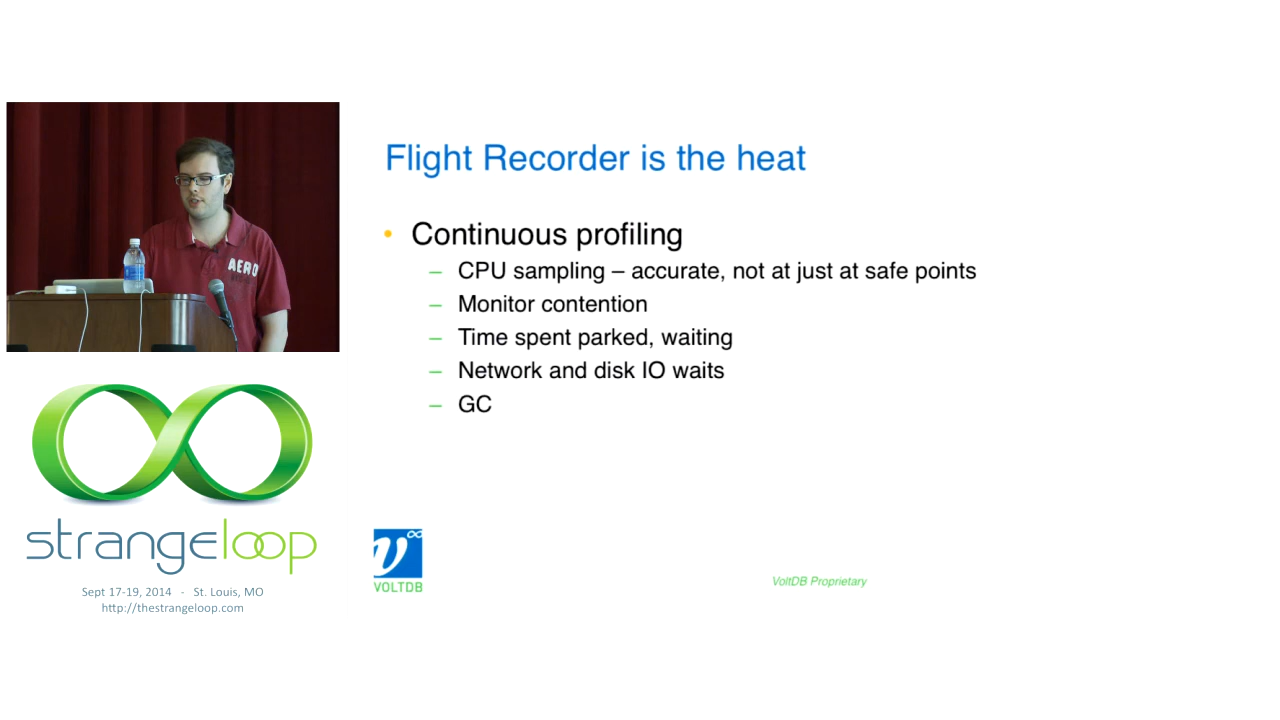 Flight Recorder is the heat
• Continuous profiling
– CPU sampling – accurate, not at just at safe points
– Monitor contention
– Time spent parked, waiting
– Network and disk IO waits
– GC
AERO
strangeloop
Sept 17-19, 2014 - St. Louis, MO
http://thestrangeloop.com
VOLTDB
VoltDB Proprietary